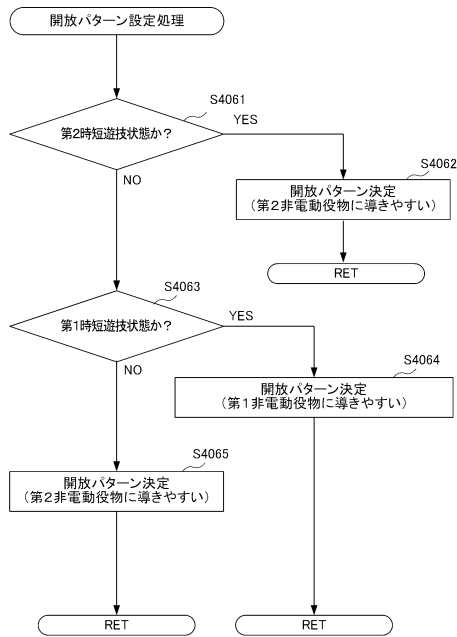 開放パターン設定処理
S4061
第2時短遊技状態か？
YES
NO
S4062
開放パターン決定
（第２非電動役物に導きやすい）
RET
S4063
第1時短遊技状態か？
YES
NO
S4064
開放パターン決定
（第１非電動役物に導きやすい）
S4065
開放パターン決定
（第２非電動役物に導きやすい）
RET
RET